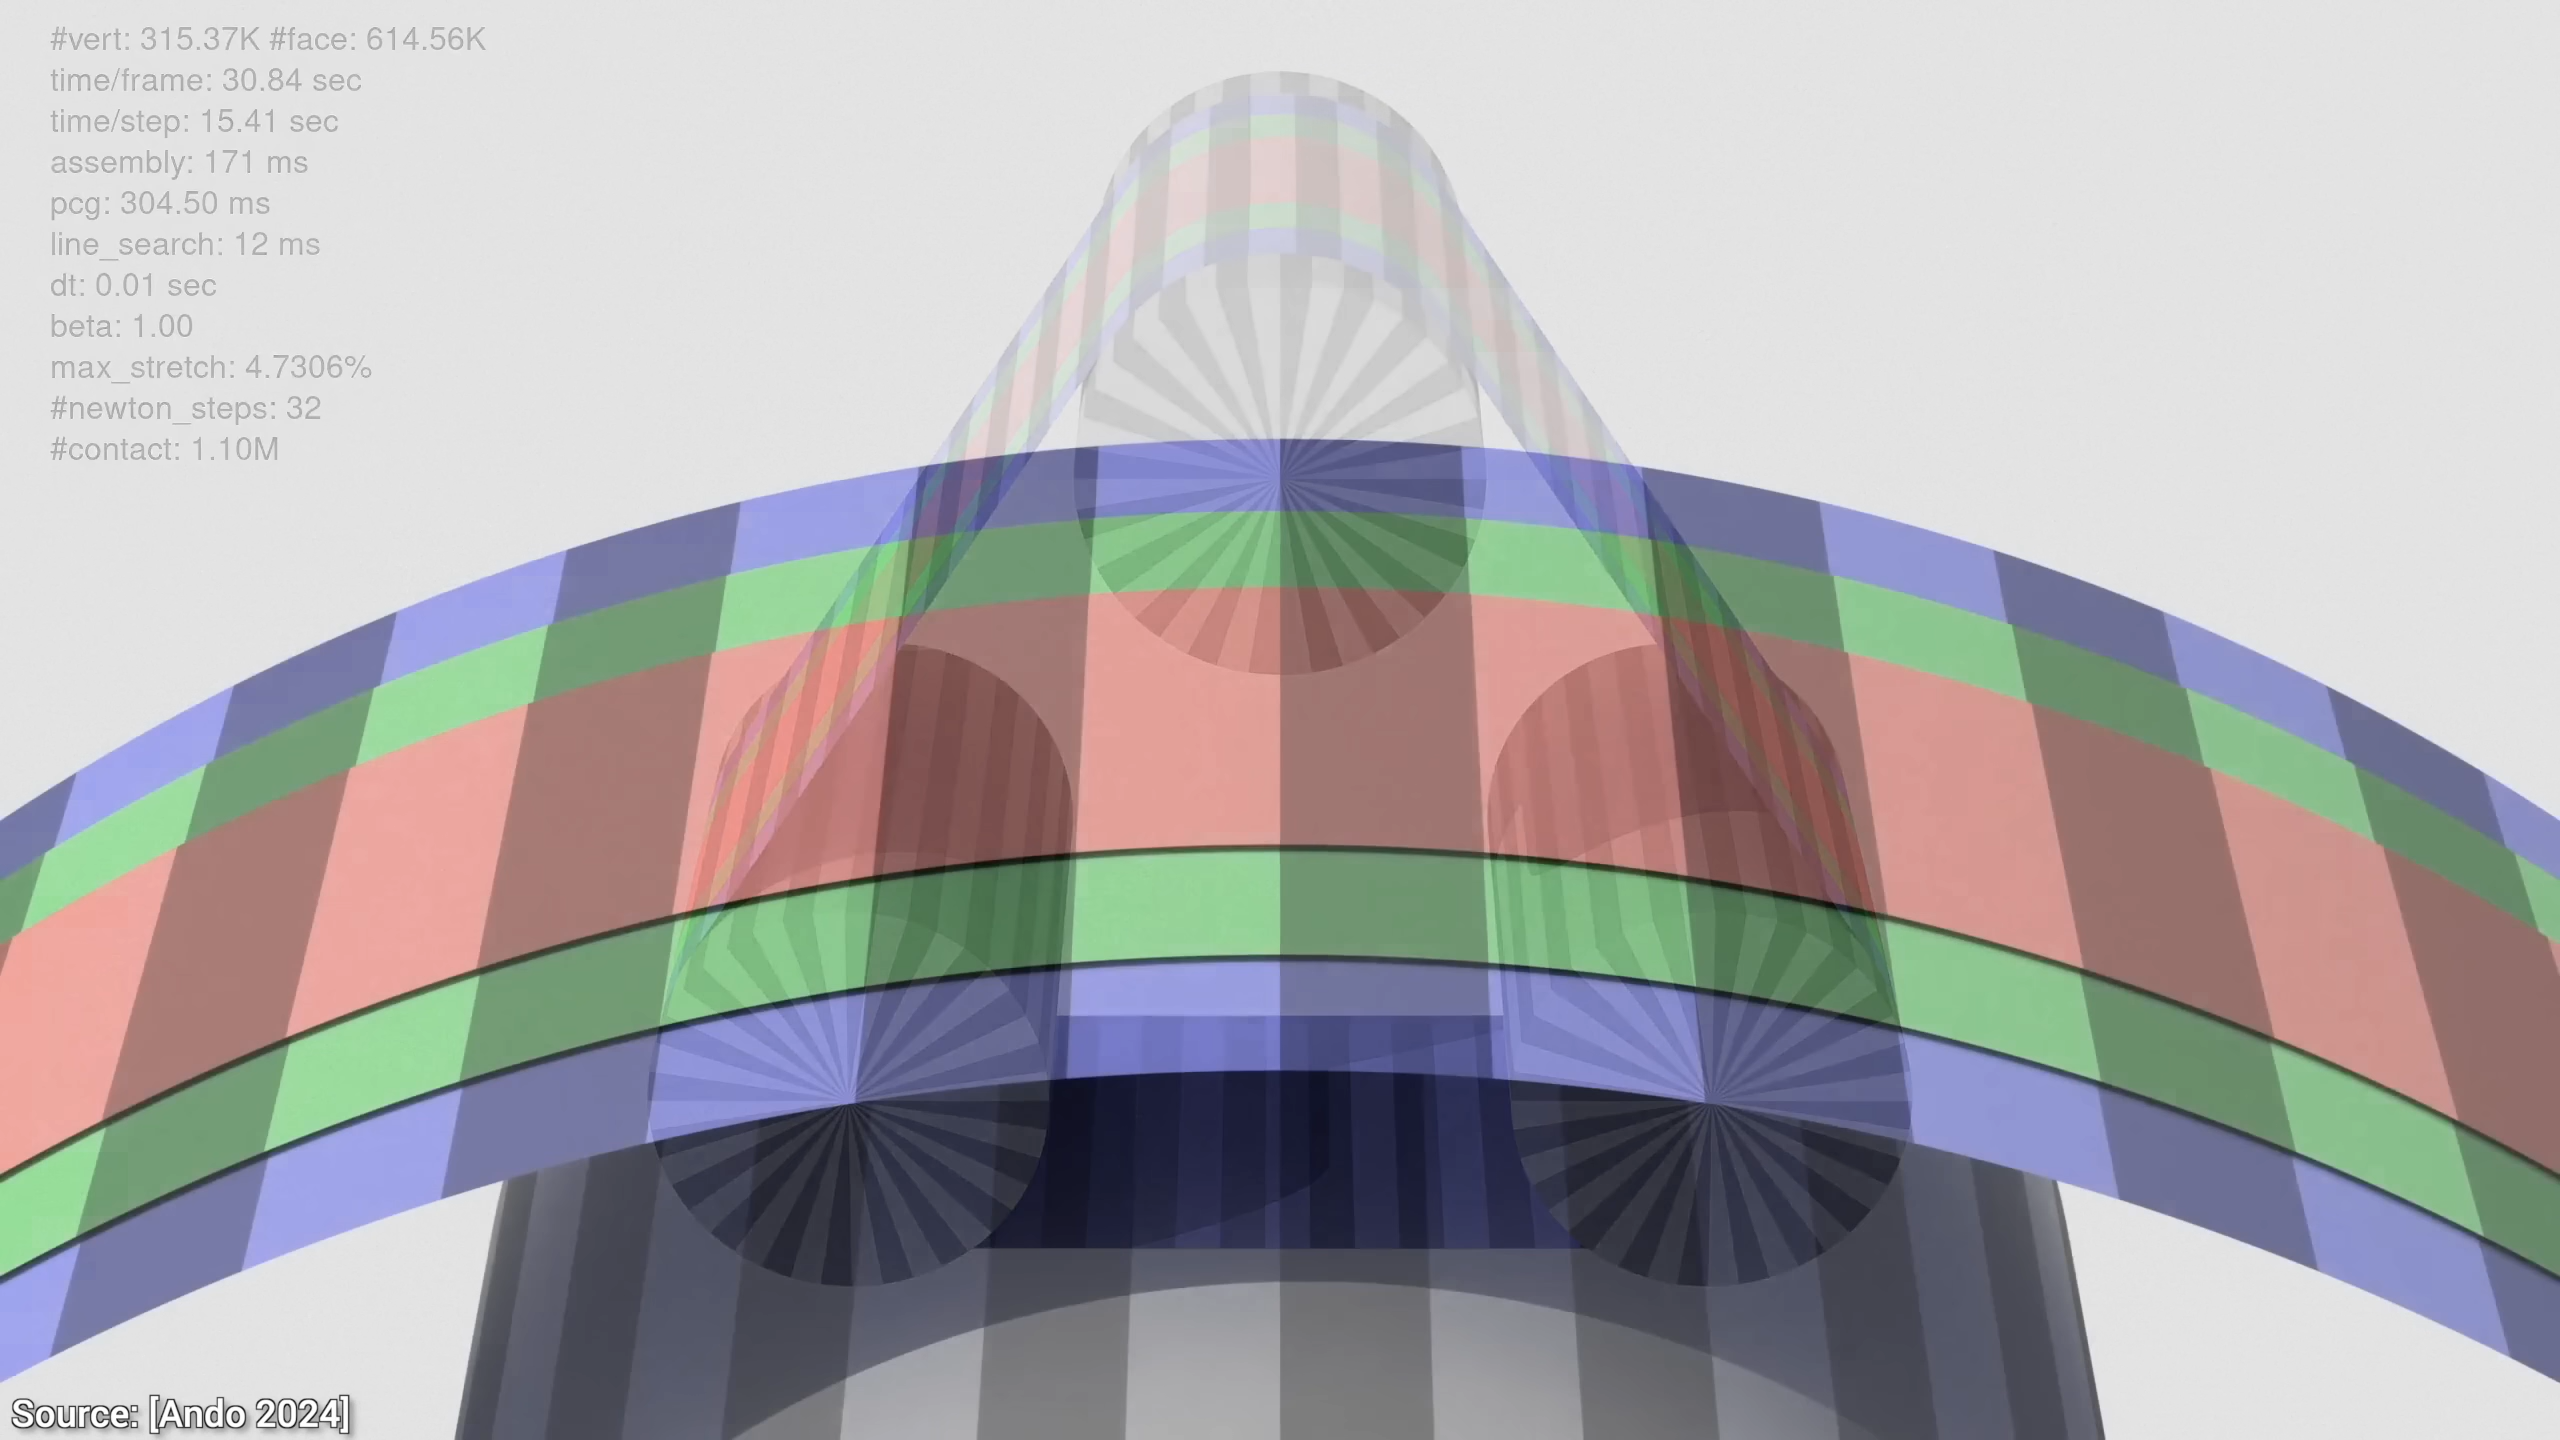 #vert: 315.37K #face: 614.56K
time/frame: 30.84 sec
time/step: 15.41 sec
assembly: 171 ms
pcg: 304.50 ms
line_search: 12 ms
dt: 0.01 sec
beta: 1.00
max_stretch: 4.7306%
#newton_steps: 32
#contact: 1.10M
Source: [Ando 2024]